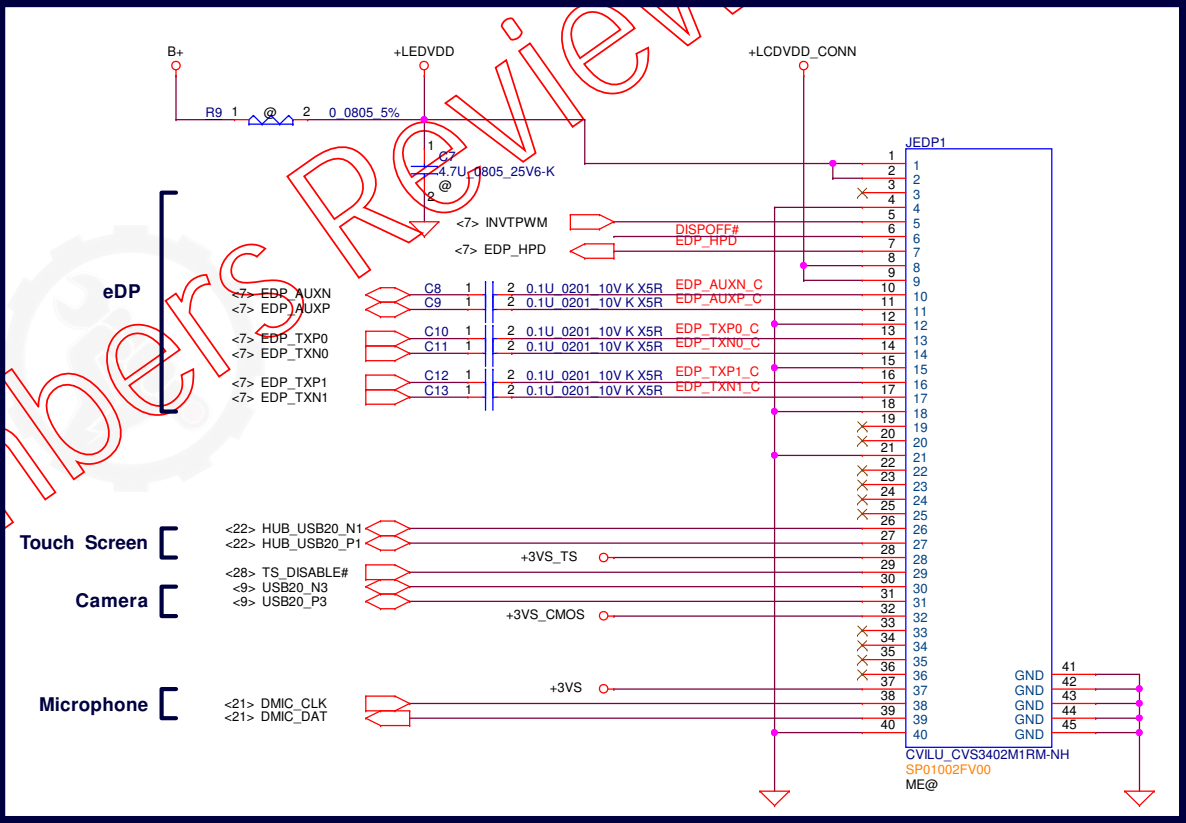 B+
+LEDVDD
+LCDVDD_CONN
R9 1 @ 2 0_0805_5%
1
C7
4.7U_0805_25V6-K
@
2
JEDP1
1 1
2 2
3 3
4 4
<7> INVTPWM 5 5
DISPOFF# 6 6
<7> EDP_HPD EDP_HPD 7 7
8 8
9 9
eDP
<7> EDP_AUXN C8 1 2 0.1U_0201_10V K X5R EDP_AUXN_C 10 10
<7> EDP_AUXP C9 1 2 0.1U_0201_10V K X5R EDP_AUXP_C 11 11
12 12
<7> EDP_TXP0 C10 1 2 0.1U_0201_10V K X5R EDP_TXP0_C 13 13
<7> EDP_TXN0 C11 1 2 0.1U_0201_10V K X5R EDP_TXN0_C 14 14
15 15
<7> EDP_TXP1 C12 1 2 0.1U_0201_10V K X5R EDP_TXP1_C 16 16
<7> EDP_TXN1 C13 1 2 0.1U_0201_10V K X5R EDP_TXN1_C 17 17
18 18
19 19
20 20
21 21
22 22
23 23
24 24
25 25
Touch Screen
<22> HUB_USB20_N1 26 26
<22> HUB_USB20_P1 27 27
+3VS_TS 28 28
<28> TS_DISABLE# 29 29
Camera
<9> USB20_N3 30 30
<9> USB20_P3 31 31
+3VS_CMOS 32 32
33 33
34 34
35 35
36 36
+3VS 37 37
Microphone
<21> DMIC_CLK 38 38
<21> DMIC_DAT 39 39
40 40
GND 41
GND 42
GND 43
GND 44
GND 45
CVILU_CVS3402M1RM-NH
SP01002FV00
ME@
mbers Review